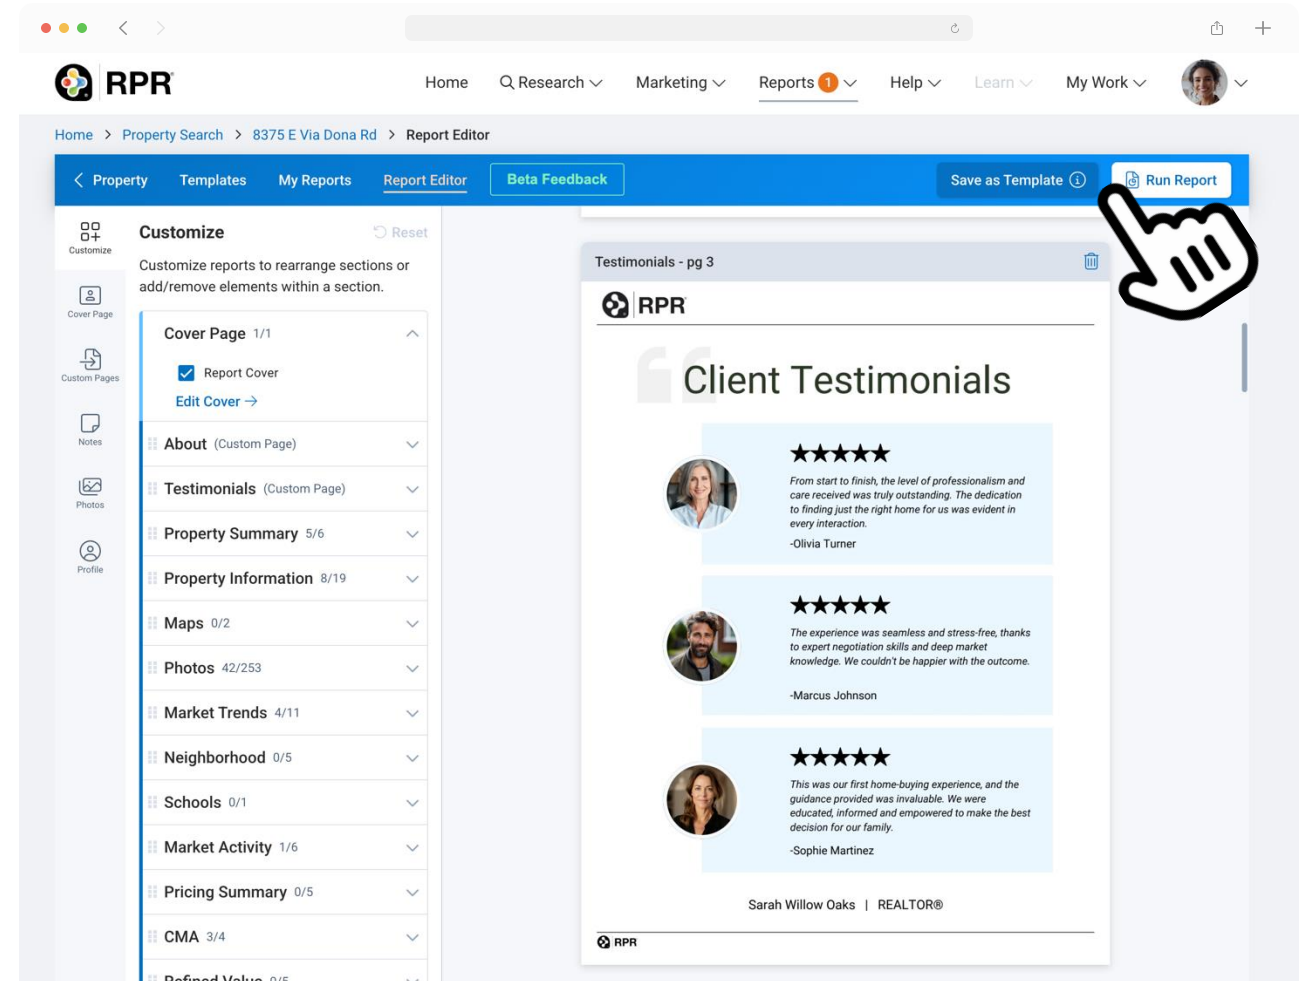 RPR
Home
Research
Marketing
Reports 1
Help
Learn
My Work
Home > Property Search > 8375 E Via Dona Rd > Report Editor
Property
Templates
My Reports
Report Editor
Beta Feedback
Save as Template
Run Report
Customize
Cover Page
Custom Pages
Notes
Photos
Profile
Customize
Reset
Customize reports to rearrange sections or
add/remove elements within a section.
Cover Page 1/1
Report Cover
Edit Cover →
About (Custom Page)
Testimonials (Custom Page)
Property Summary 5/6
Property Information 8/19
Maps 0/2
Photos 42/253
Market Trends 4/11
Neighborhood 0/5
Schools 0/1
Market Activity 1/6
Pricing Summary 0/5
CMA 3/4
Refined Value 0/5
Testimonials - pg 3
RPR
Client Testimonials
★★★★★
From start to finish, the level of professionalism and
care received was truly outstanding. The dedication
to finding just the right home for us was evident in
every interaction.
-Olivia Turner
★★★★★
The experience was seamless and stress-free, thanks
to expert negotiation skills and deep market
knowledge. We couldn't be happier with the outcome.
-Marcus Johnson
★★★★★
This was our first home-buying experience, and the
guidance provided was invaluable. We were
educated, informed and empowered to make the best
decision for our family.
-Sophie Martinez
Sarah Willow Oaks | REALTOR®
RPR